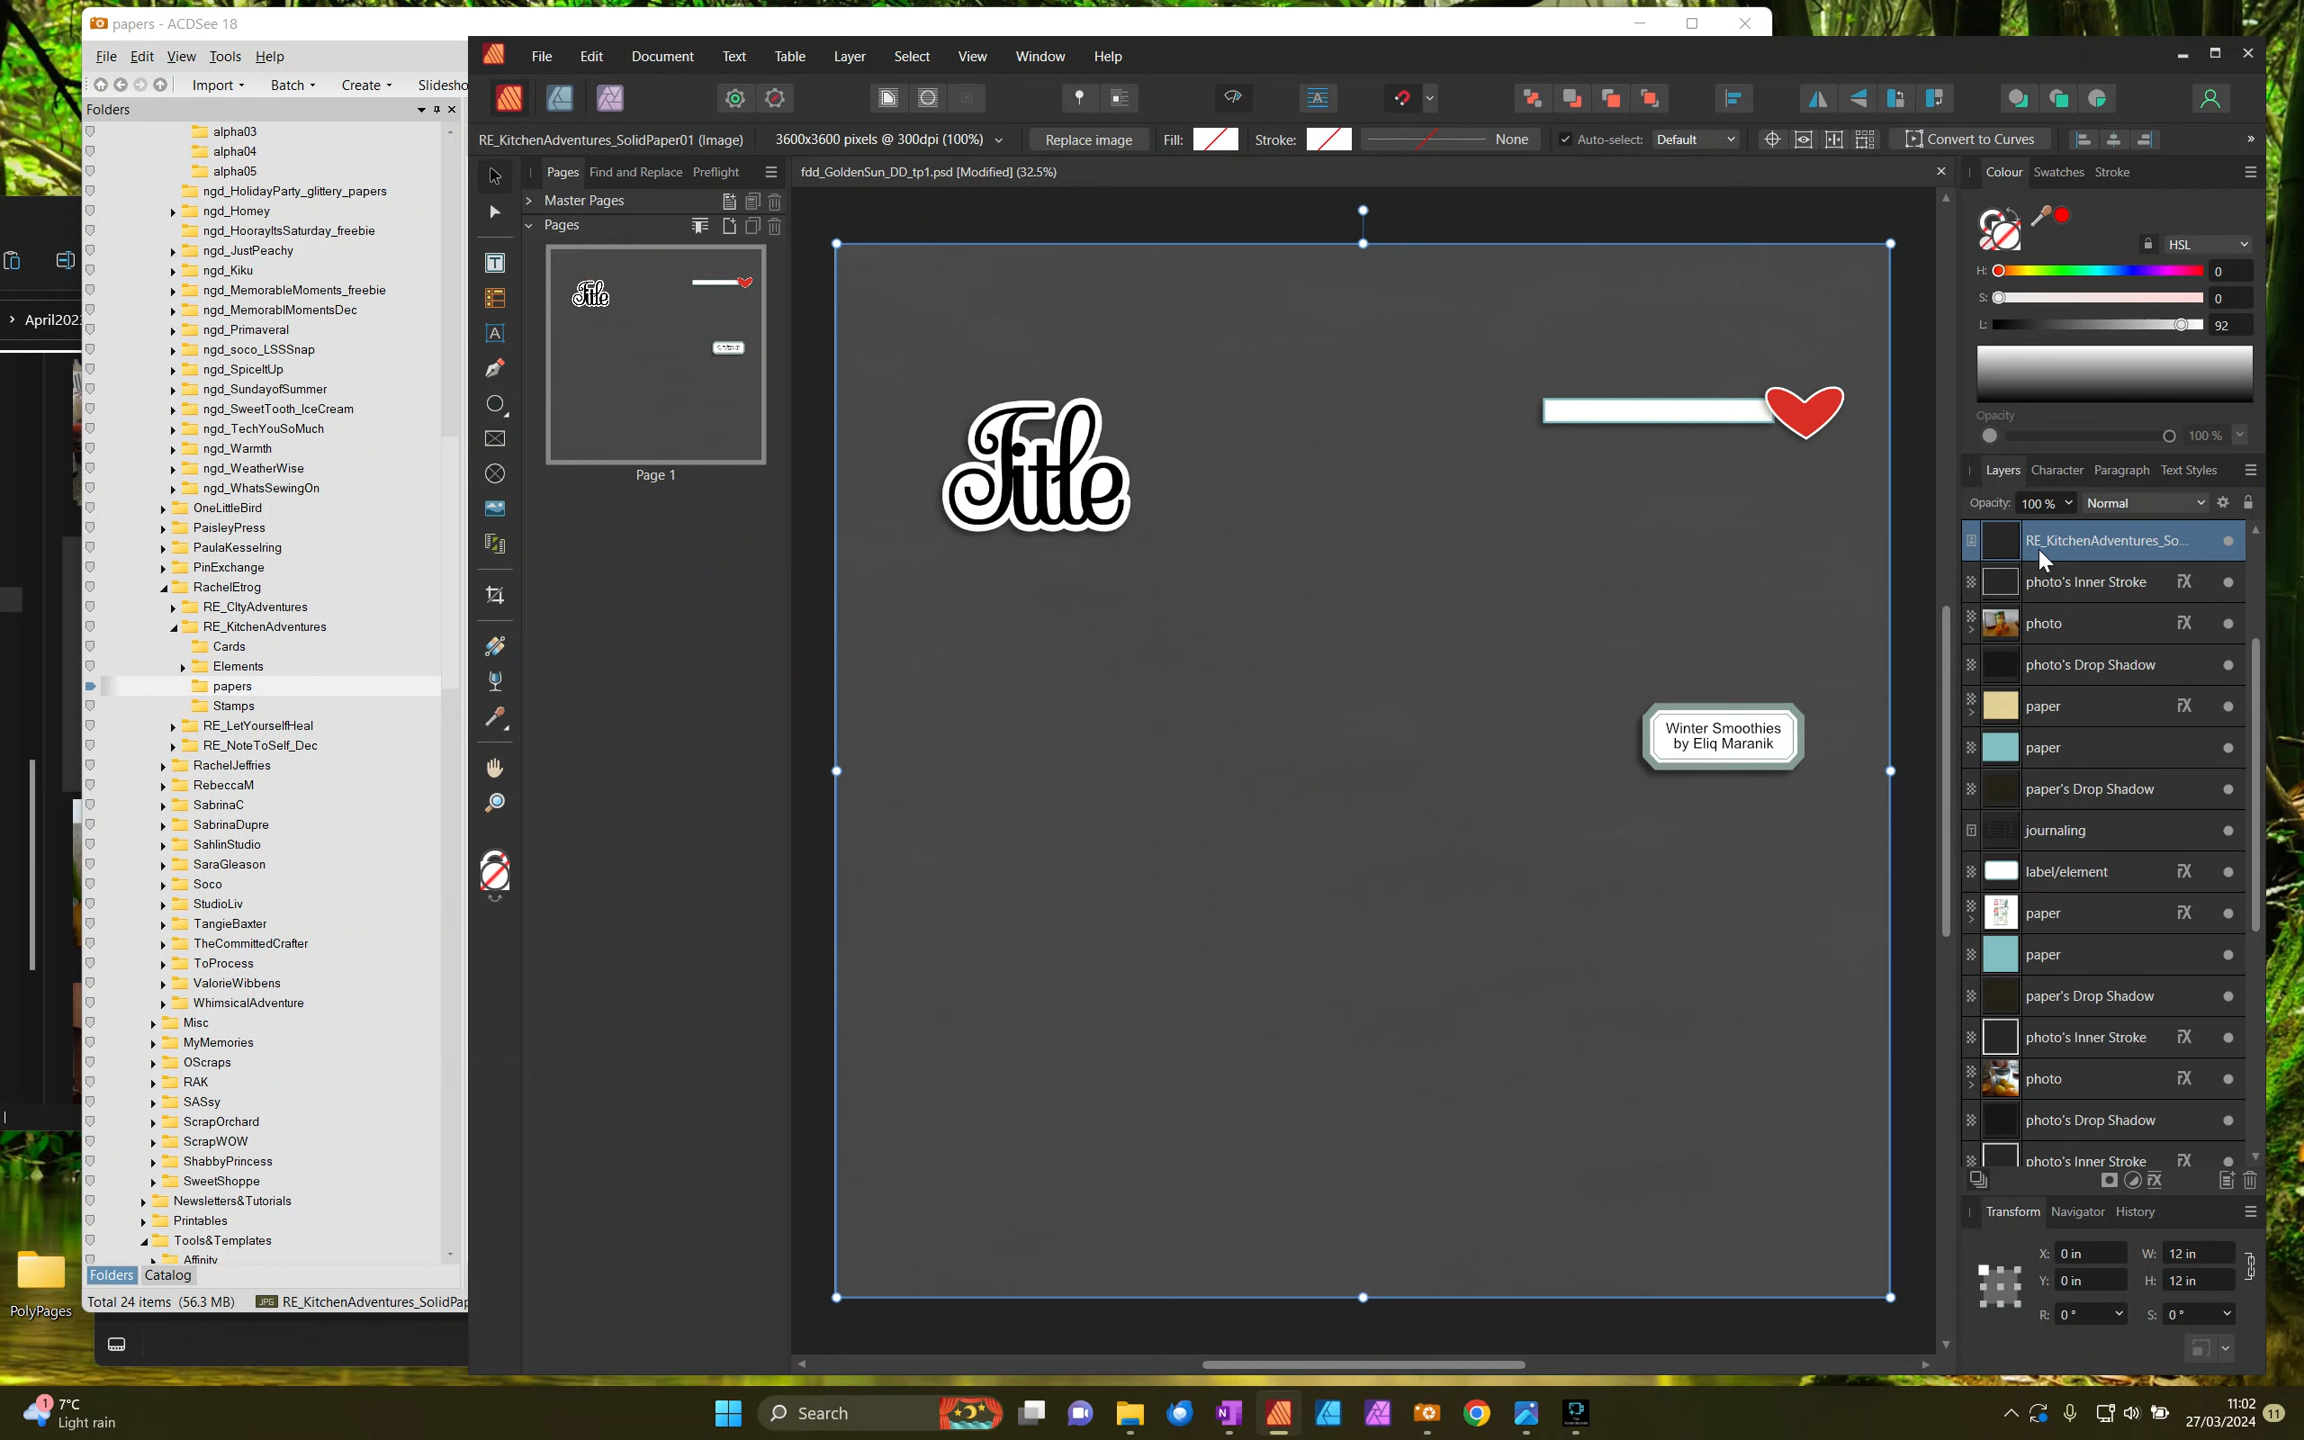 papers - ACDSee 18
File Edit View Tools Help
Import Batch Create Slidesho
Folders
alpha03
alpha04
alpha05
ngd_HolidayParty_glittery_papers
ngd_Homey
ngd_HoorayItsSaturday_freebie
ngd_JustPeachy
ngd_Kiku
ngd_MemorableMoments_freebie
ngd_MemorablMomentsDec
ngd_Primaveral
ngd_soco_LSSSnap
ngd_SpiceItUp
ngd_SundayofSummer
ngd_SweetTooth_IceCream
ngd_TechYouSoMuch
ngd_Warmth
ngd_WeatherWise
ngd_WhatsSewingOn
OneLittleBird
PaisleyPress
PaulaKesselring
PinExchange
RachelEtrog
RE_CItyAdventures
RE_KitchenAdventures
Cards
Elements
papers
Stamps
RE_LetYourselfHeal
RE_NoteToSelf_Dec
RachelJeffries
RebeccaM
SabrinaC
SabrinaDupre
SahlinStudio
SaraGleason
Soco
StudioLiv
TangieBaxter
TheCommittedCrafter
ToProcess
ValorieWibbens
WhimsicalAdventure
Misc
MyMemories
OScraps
RAK
SASsy
ScrapOrchard
ScrapWOW
ShabbyPrincess
SweetShoppe
Newsletters&Tutorials
Printables
Tools&Templates
Affinity
Folders Catalog
Total 24 items (56.3 MB) JPG RE_KitchenAdventures_SolidPap
April202
PolyPages
File Edit Document Text Table Layer Select View Window Help
RE_KitchenAdventures_SolidPaper01 (Image) 3600x3600 pixels @ 300dpi (100%) Replace image Fill: Stroke: None Auto-select: Default Convert to Curves
Pages Find and Replace Preflight
Master Pages
Pages
Title
Page 1
fdd_GoldenSun_DD_tp1.psd [Modified] (32.5%)
Title
Winter Smoothies
by Eliq Maranik
Colour Swatches Stroke
HSL
H: 0
S: 0
L: 92
Opacity
100 %
Layers Character Paragraph Text Styles
Opacity: 100 % Normal
RE_KitchenAdventures_So...
photo's Inner Stroke
photo
photo's Drop Shadow
paper
paper
paper's Drop Shadow
journaling
label/element
paper
paper
paper's Drop Shadow
photo's Inner Stroke
photo
photo's Drop Shadow
photo's Inner Stroke
Transform Navigator History
X: 0 in W: 12 in
Y: 0 in H: 12 in
R: 0 ° S: 0 °
1
7°C
Light rain
Search
11:02
27/03/2024
11